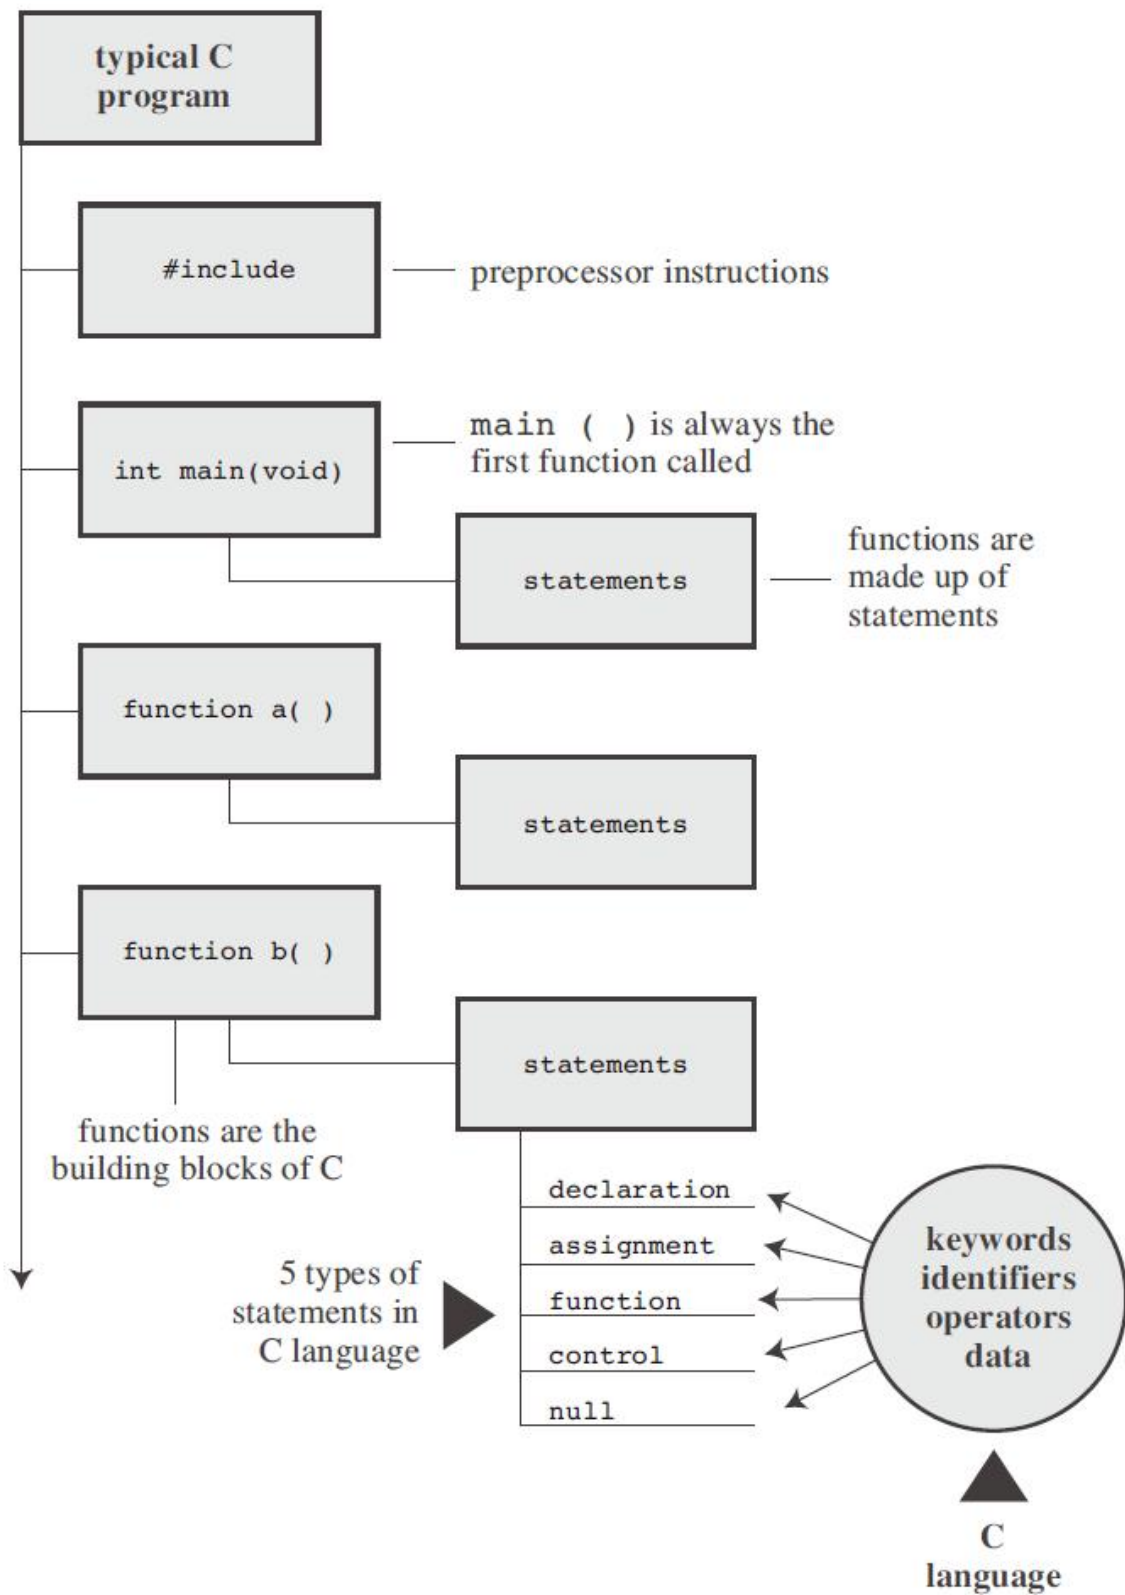 typical C
program
#include
preprocessor instructions
main ( ) is always the
first function called
int main(void)
statements
functions are
made up of
statements
function a( )
statements
function b( )
statements
functions are the
building blocks of C
declaration
assignment
function
control
null
5 types of
statements in
C language
keywords
identifiers
operators
data
C
language